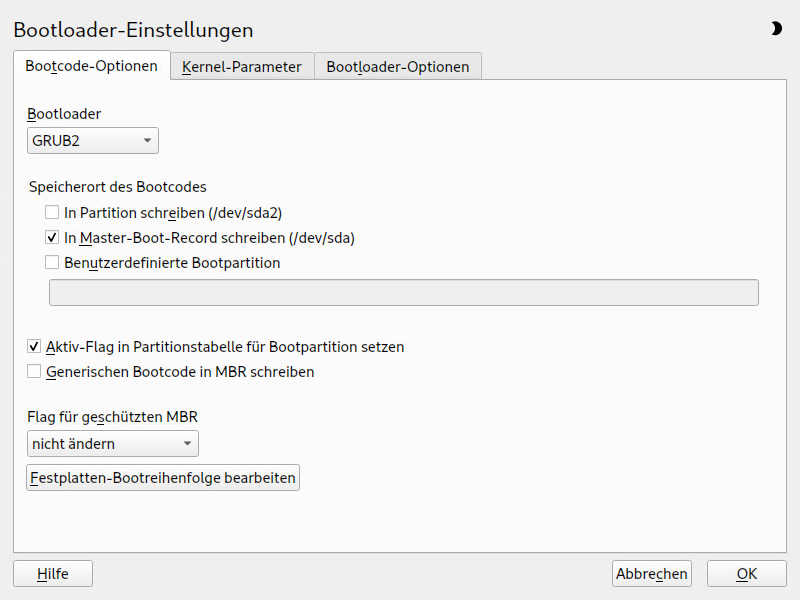 Bootloader-Einstellungen
Bootcode-Optionen
Kernel-Parameter
Bootloader-Optionen
Bootloader
GRUB2
Speicherort des Bootcodes
In Partition schreiben (/dev/sda2)
In Master-Boot-Record schreiben (/dev/sda)
Benutzerdefinierte Bootpartition
Aktiv-Flag in Partitionstabelle für Bootpartition setzen
Generischen Bootcode in MBR schreiben
Flag für geschützten MBR
nicht ändern
Festplatten-Bootreihenfolge bearbeiten
Hilfe
Abbrechen
OK